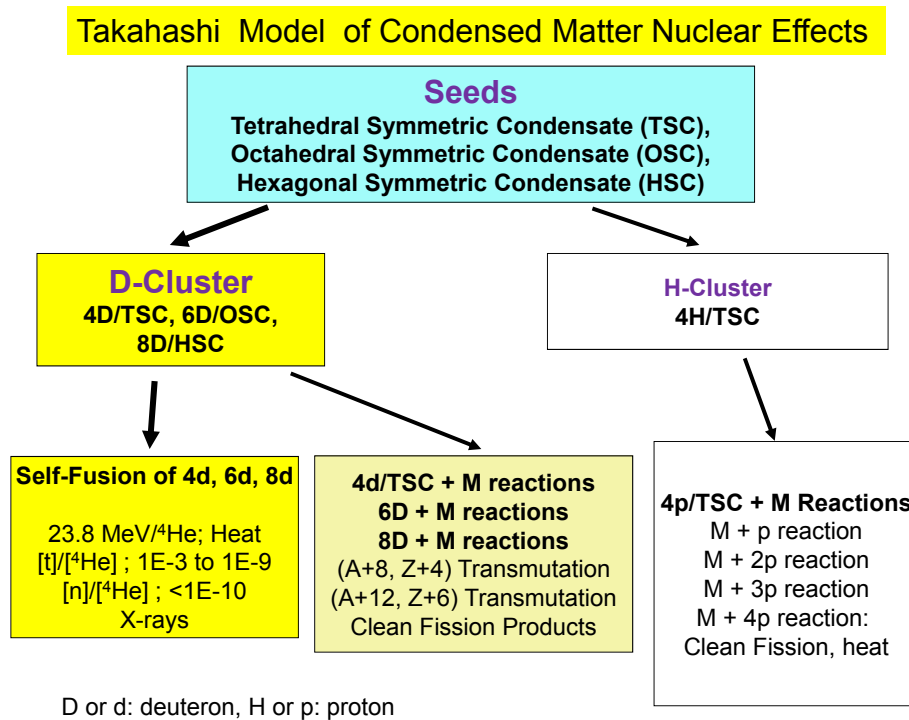 Takahashi Model of Condensed Matter Nuclear Effects
Seeds
Tetrahedral Symmetric Condensate (TSC),
Octahedral Symmetric Condensate (OSC),
Hexagonal Symmetric Condensate (HSC)
D-Cluster
4D/TSC, 6D/OSC,
8D/HSC
H-Cluster
4H/TSC
Self-Fusion of 4d, 6d, 8d
23.8 MeV/⁴He; Heat
[t]/[⁴He] ; 1E-3 to 1E-9
[n]/[⁴He] ; <1E-10
X-rays
4d/TSC + M reactions
6D + M reactions
8D + M reactions
(A+8, Z+4) Transmutation
(A+12, Z+6) Transmutation
Clean Fission Products
4p/TSC + M Reactions
M + p reaction
M + 2p reaction
M + 3p reaction
M + 4p reaction:
Clean Fission, heat
D or d: deuteron, H or p: proton